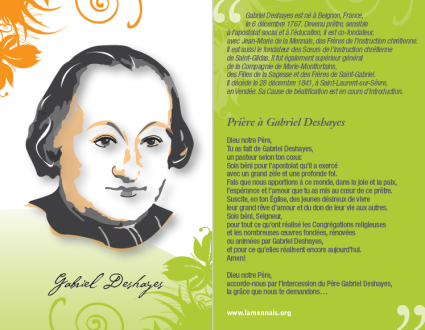 Gabriel Deshayes est né à Beignon, France,
le 6 décembre 1767. Devenu prêtre, sensible
à l'apostolat social et à l'éducation, il est co-fondateur,
avec Jean-Marie de la Mennais, des Frères de l'Instruction chrétienne.
Il est aussi le fondateur des Sœurs de l'Instruction chrétienne
de Saint-Gildas. Il fut également supérieur général
de la Compagnie de Marie-Montfortains,
des Filles de la Sagesse et des Frères de Saint-Gabriel.
Il décède le 28 décembre 1841, à Saint-Laurent-sur-Sèvre,
en Vendée. Sa Cause de béatification est en cours d'introduction.
Prière à Gabriel Deshayes
Dieu notre Père,
Tu as fait de Gabriel Deshayes,
un pasteur selon ton cœur.
Sois béni pour l'apostolat qu'il a exercé
avec un grand zèle et une profonde foi.
Fais que nous apportions à ce monde, dans la joie et la paix,
l'espérance et l'amour que tu as mis au cœur de ce prêtre.
Suscite, en ton Église, des jeunes désireux de vivre
leur grand rêve d'amour et du don de leur vie aux autres.
Sois béni, Seigneur,
pour tout ce qu'ont réalisé les Congrégations religieuses
et les nombreuses œuvres fondées, rénovées
ou animées par Gabriel Deshayes,
et pour ce qu'elles réalisent encore aujourd'hui.
Amen!
Dieu notre Père,
accorde-nous par l'intercession du Père Gabriel Deshayes,
la grâce que nous te demandons…
www.lamennais.org
Gabriel Deshayes